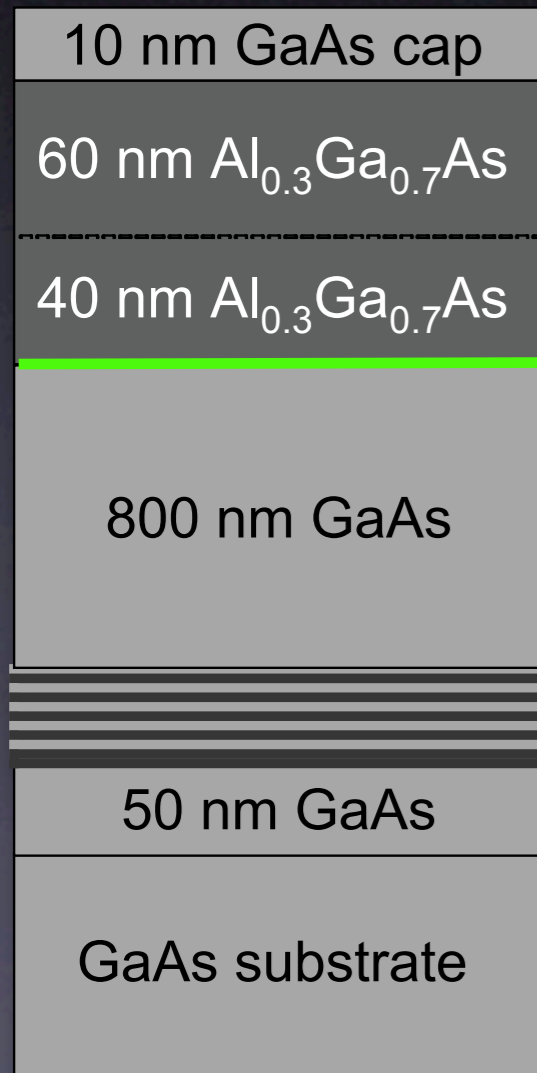 10 nm GaAs cap
60 nm Al₀.₃Ga₀.₇As
40 nm Al₀.₃Ga₀.₇As
800 nm GaAs
50 nm GaAs
GaAs substrate